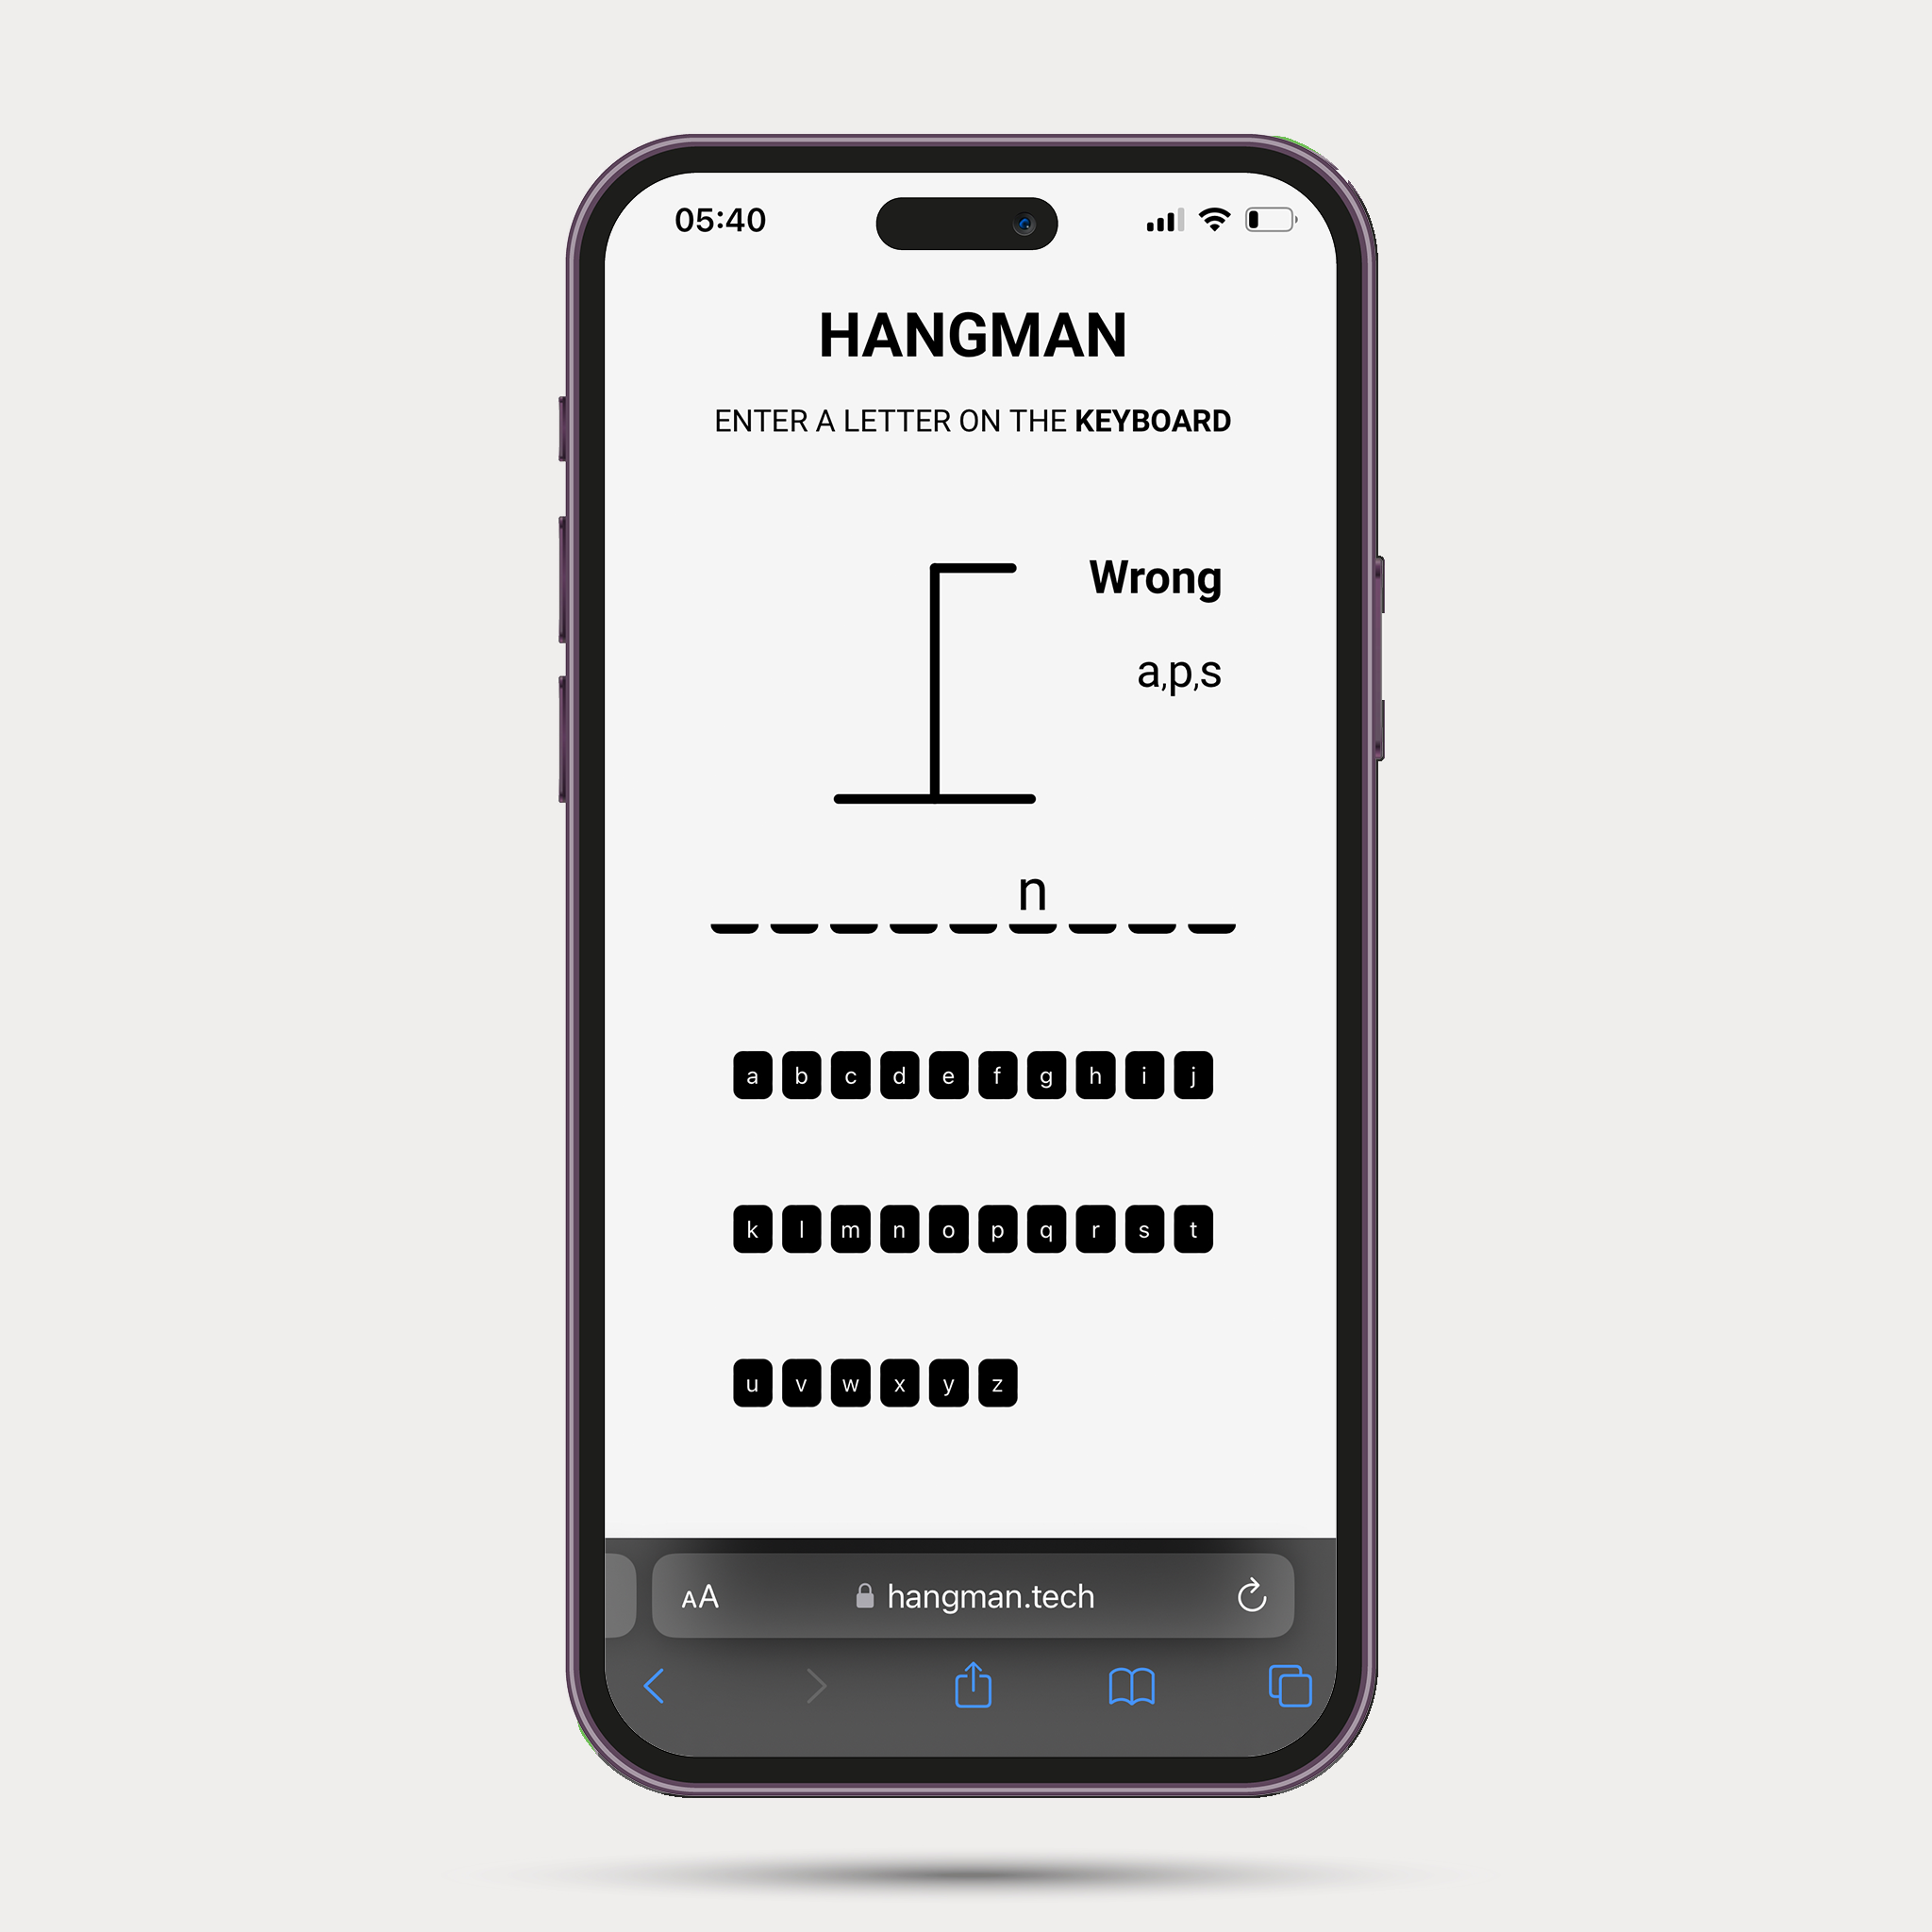 05:40
HANGMAN
ENTER A LETTER ON THE KEYBOARD
Wrong
a,p,s
n
a b c d e f g h i j
k l m n o p q r s t
u v w x y z
AA hangman.tech